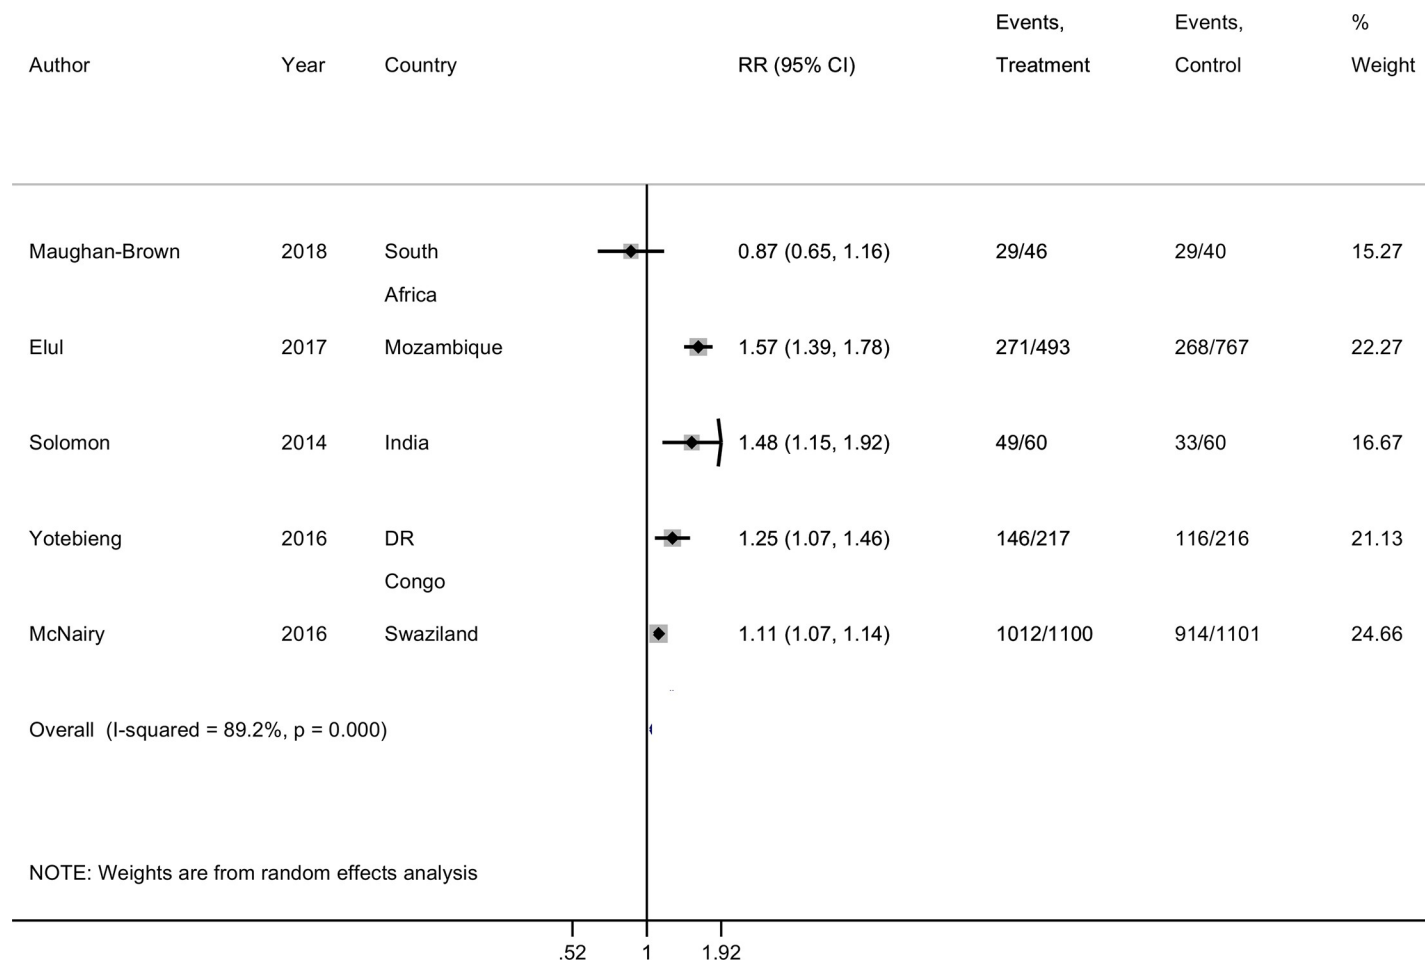 Events, Events, %
Author Year Country RR (95% CI) Treatment Control Weight
Maughan-Brown 2018 South 0.87 (0.65, 1.16) 29/46 29/40 15.27
Africa
Elul 2017 Mozambique 1.57 (1.39, 1.78) 271/493 268/767 22.27
Solomon 2014 India 1.48 (1.15, 1.92) 49/60 33/60 16.67
Yotebieng 2016 DR 1.25 (1.07, 1.46) 146/217 116/216 21.13
Congo
McNairy 2016 Swaziland 1.11 (1.07, 1.14) 1012/1100 914/1101 24.66
Overall (I-squared = 89.2%, p = 0.000)
NOTE: Weights are from random effects analysis
.52 1 1.92